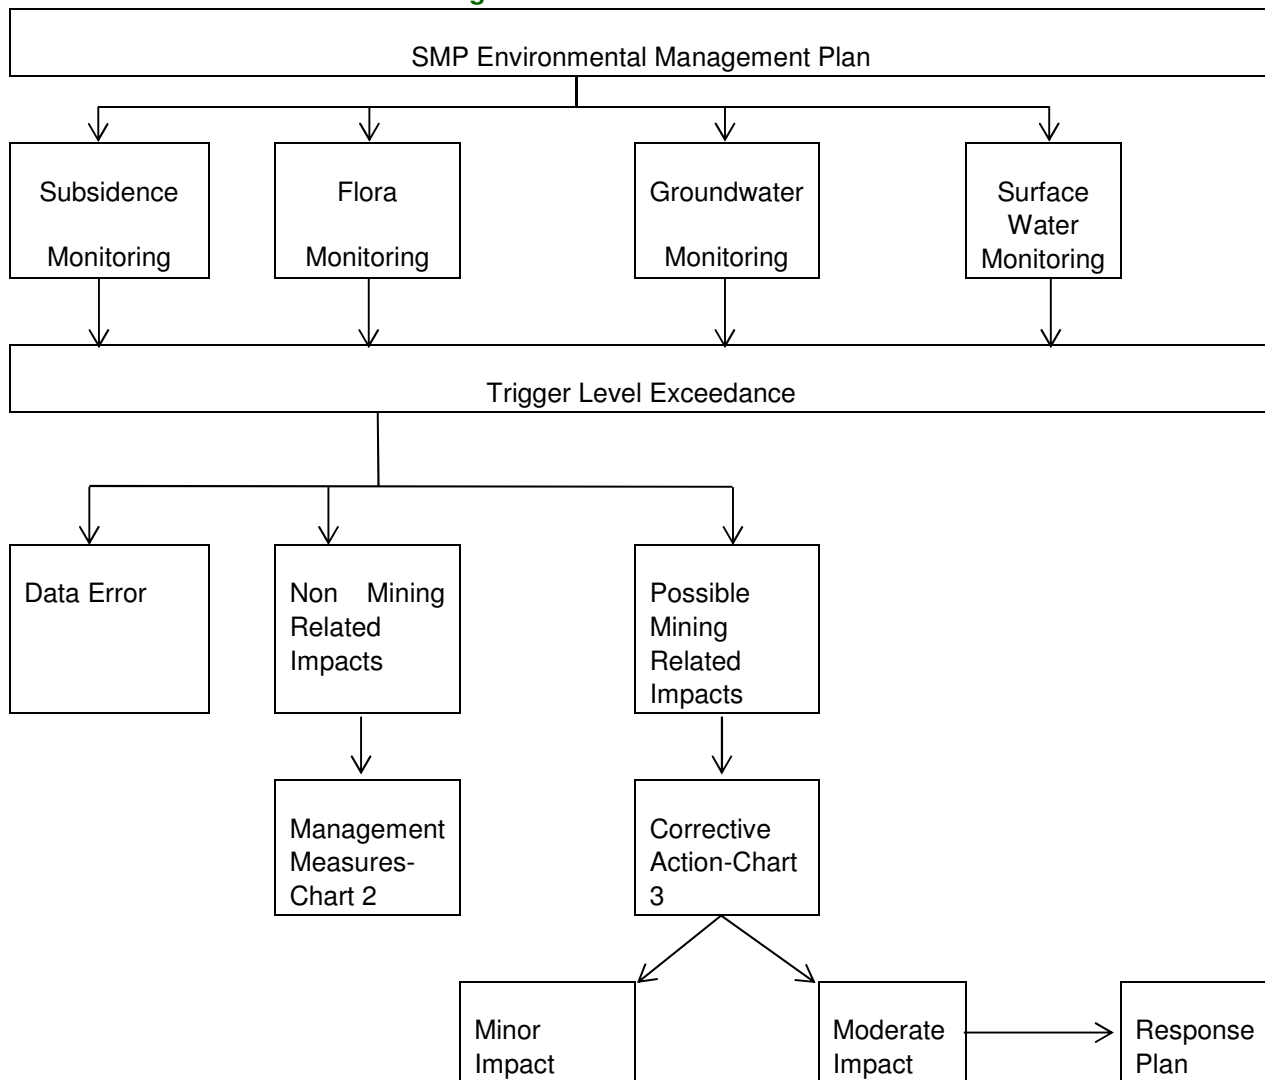 SMP Environmental Management Plan
Subsidence
Monitoring
Flora
Monitoring
Groundwater
Monitoring
Surface
Water
Monitoring
Trigger Level Exceedance
Data Error
Non Mining
Related
Impacts
Possible
Mining
Related
Impacts
Management
Measures-
Chart 2
Corrective
Action-Chart
3
Minor
Impact
Moderate
Impact
Response
Plan